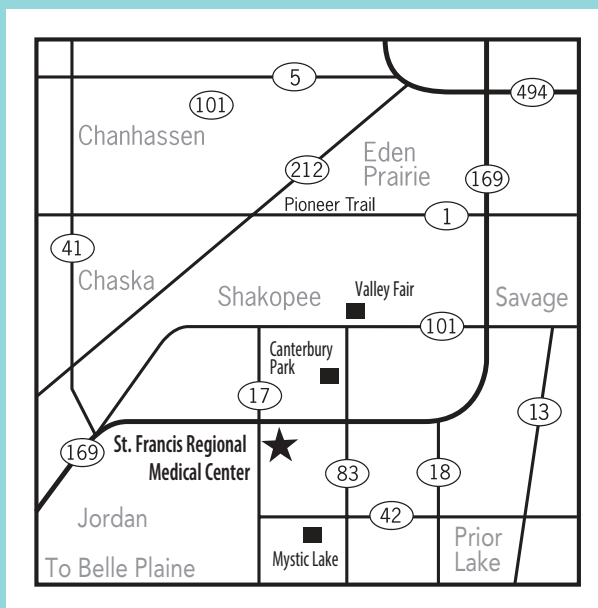 5
494
101
Chanhassen
Eden
Prairie
212
169
Pioneer Trail
1
41
Chaska
Shakopee
Valley Fair
Savage
101
Canterbury
Park
17
13
St. Francis Regional
Medical Center
169
83
18
42
Jordan
Mystic Lake
Prior
Lake
To Belle Plaine